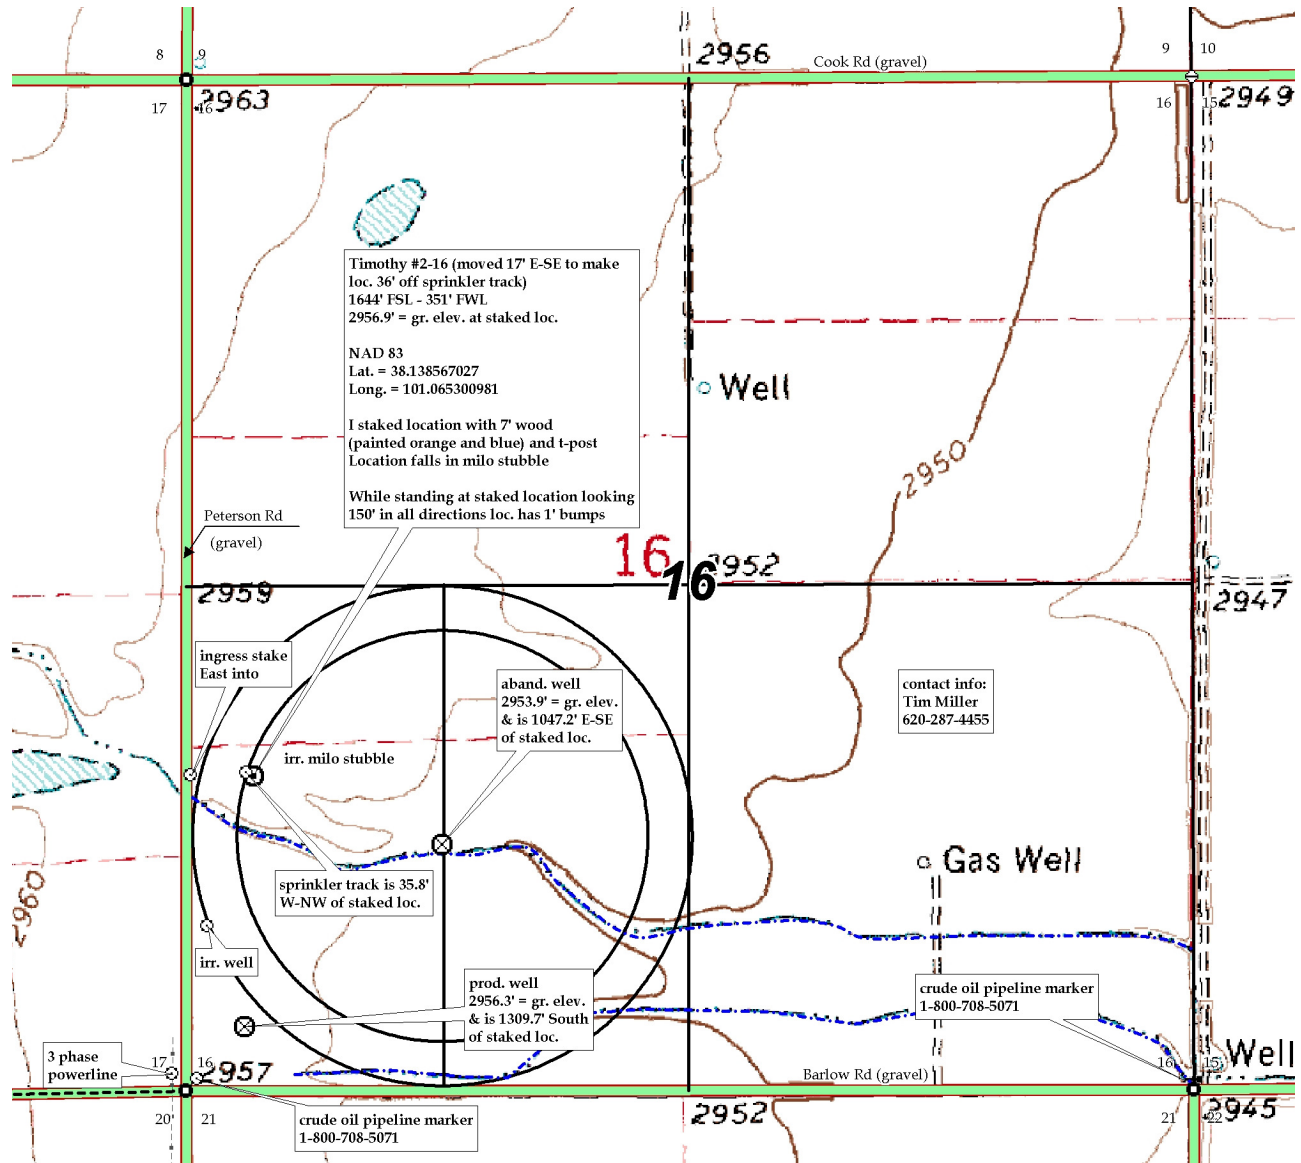 2956
Cook Rd (gravel)
8
9
9
10
17
16
2963
16
15
2949
Timothy #2-16 (moved 17' E-SE to make
loc. 36' off sprinkler track)
1644' FSL - 351' FWL
2956.9' = gr. elev. at staked loc.
NAD 83
Lat. = 38.138567027
Long. = 101.065300981
I staked location with 7' wood
(painted orange and blue) and t-post
Location falls in milo stubble
While standing at staked location looking
150' in all directions loc. has 1' bumps
Well
2950
Peterson Rd
(gravel)
16
2952
16
2959
2947
ingress stake
East into
aband. well
2953.9' = gr. elev.
& is 1047.2' E-SE
of staked loc.
contact info:
Tim Miller
620-287-4455
irr. milo stubble
Gas Well
2960
sprinkler track is 35.8'
W-NW of staked loc.
irr. well
prod. well
2956.3' = gr. elev.
& is 1309.7' South
of staked loc.
crude oil pipeline marker
1-800-708-5071
3 phase
powerline
17
16
2957
Barlow Rd (gravel)
16
15
Well
20
21
crude oil pipeline marker
1-800-708-5071
2952
21
22
2945